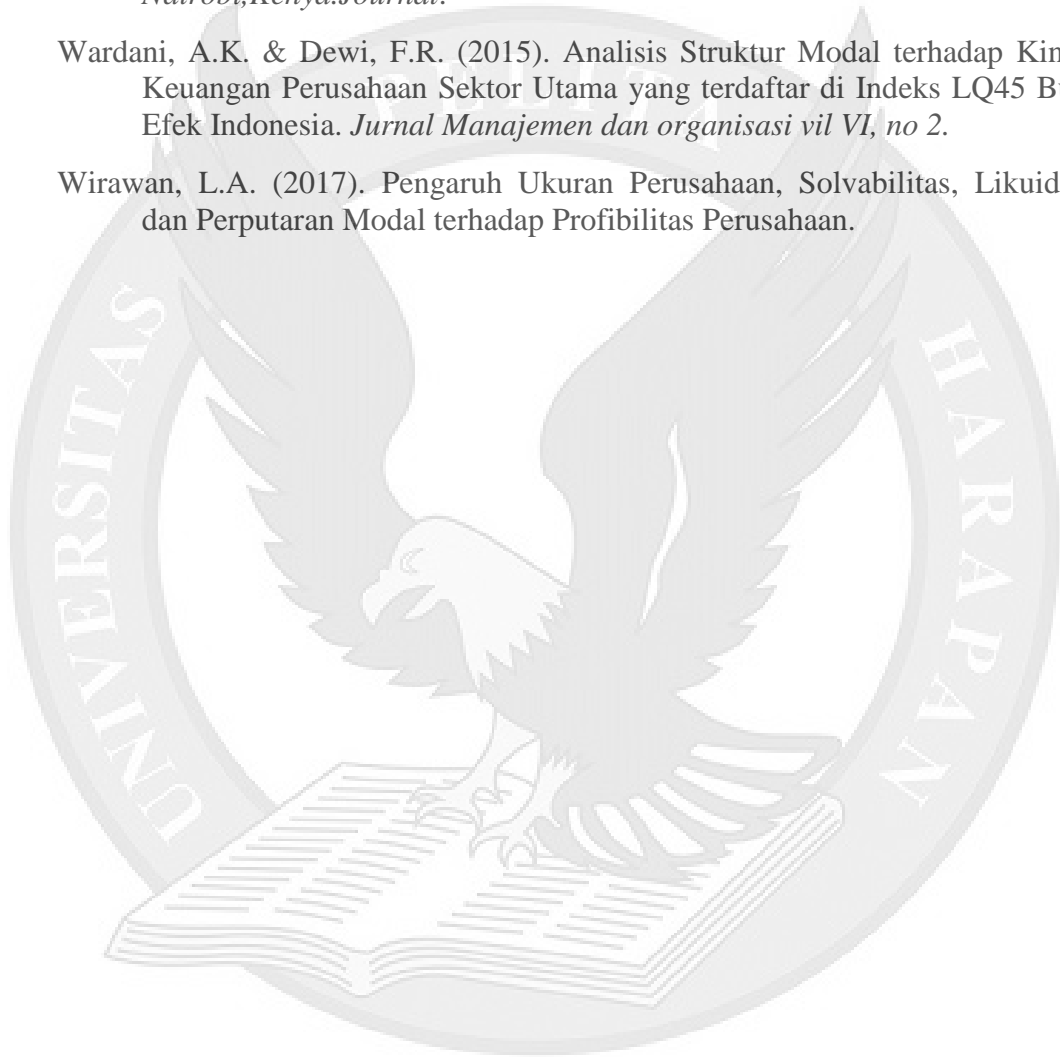 Nairobi,Kenya.Journal.
Wardani, A.K. & Dewi, F.R. (2015). Analisis Struktur Modal terhadap Kin
Keuangan Perusahaan Sektor Utama yang terdaftar di Indeks LQ45 B
Efek Indonesia. Jurnal Manajemen dan organisasi vil VI, no 2.
Wirawan, L.A. (2017). Pengaruh Ukuran Perusahaan, Solvabilitas, Likuid
dan Perputaran Modal terhadap Profibilitas Perusahaan.
UNIVERSITAS
PELITA
HARAPAN